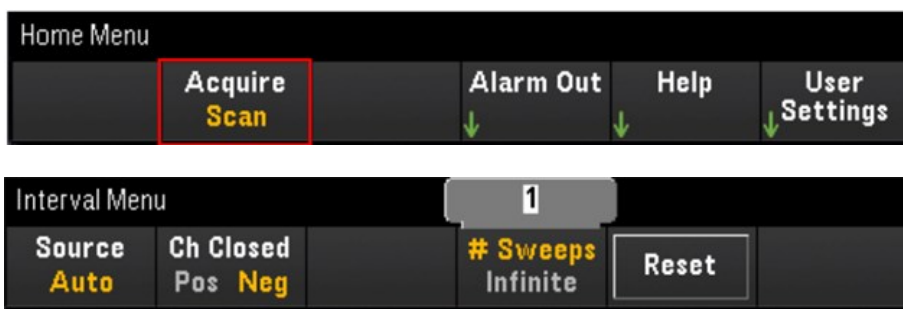 Home Menu
Acquire Alarm Out Help User
Scan Settings
Interval Menu 1
Source Ch Closed # Sweeps Reset
Auto Pos Neg Infinite